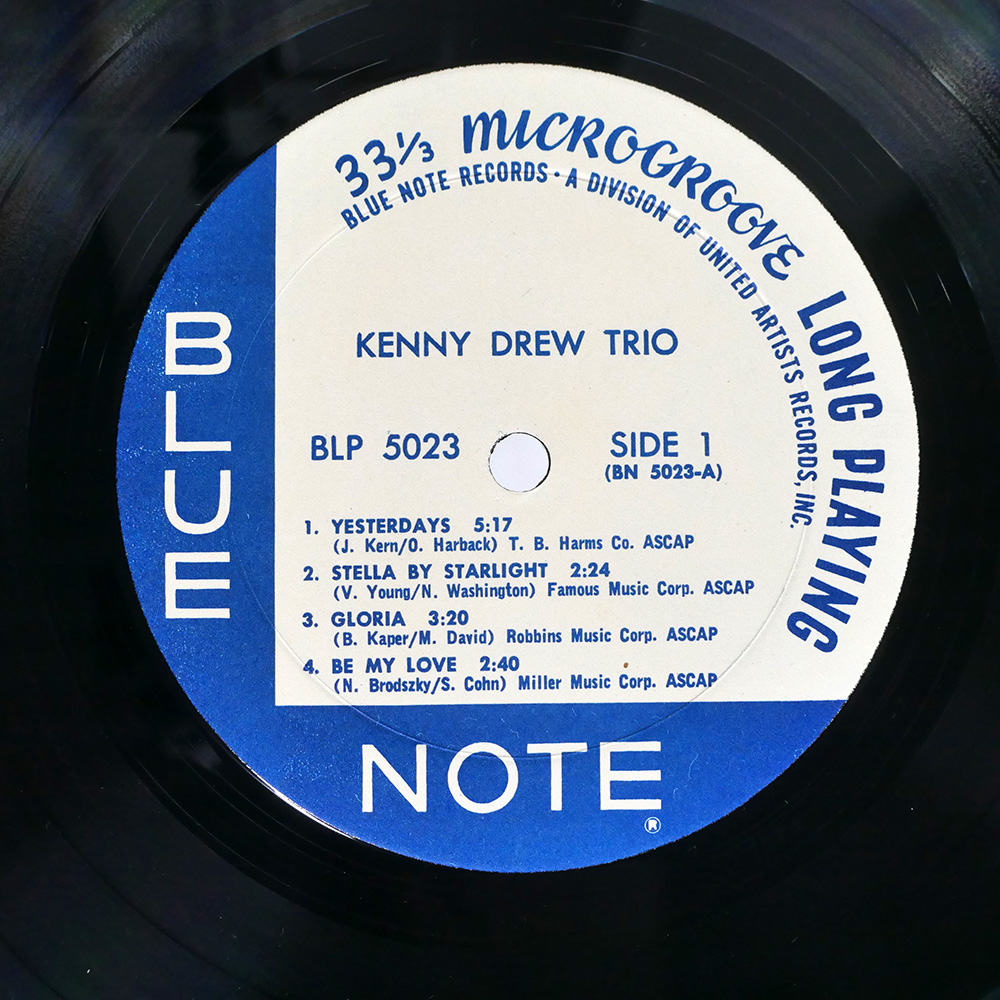 33⅓ MICROGROOVE LONG PLAYING
BLUE NOTE RECORDS · A DIVISION OF UNITED ARTISTS RECORDS, INC.
KENNY DREW TRIO
BLP 5023
SIDE 1
(BN 5023-A)
1. YESTERDAYS 5:17
(J. Kern/O. Harback) T. B. Harms Co. ASCAP
2. STELLA BY STARLIGHT 2:24
(V. Young/N. Washington) Famous Music Corp. ASCAP
3. GLORIA 3:20
(B. Kaper/M. David) Robbins Music Corp. ASCAP
4. BE MY LOVE 2:40
(N. Brodszky/S. Cohn) Miller Music Corp. ASCAP
BLUE
NOTE
®